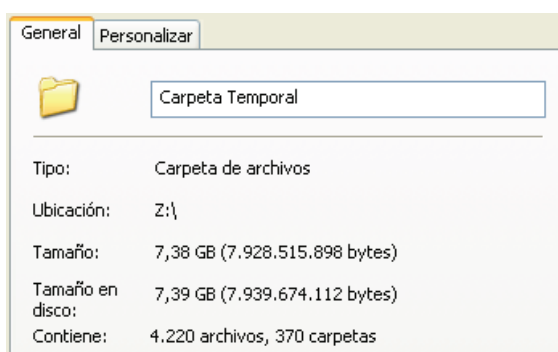 General Personalizar
Carpeta Temporal
Tipo: Carpeta de archivos
Ubicación: Z:\
Tamaño: 7,38 GB (7.928.515.898 bytes)
Tamaño en
disco: 7,39 GB (7.939.674.112 bytes)
Contiene: 4.220 archivos, 370 carpetas